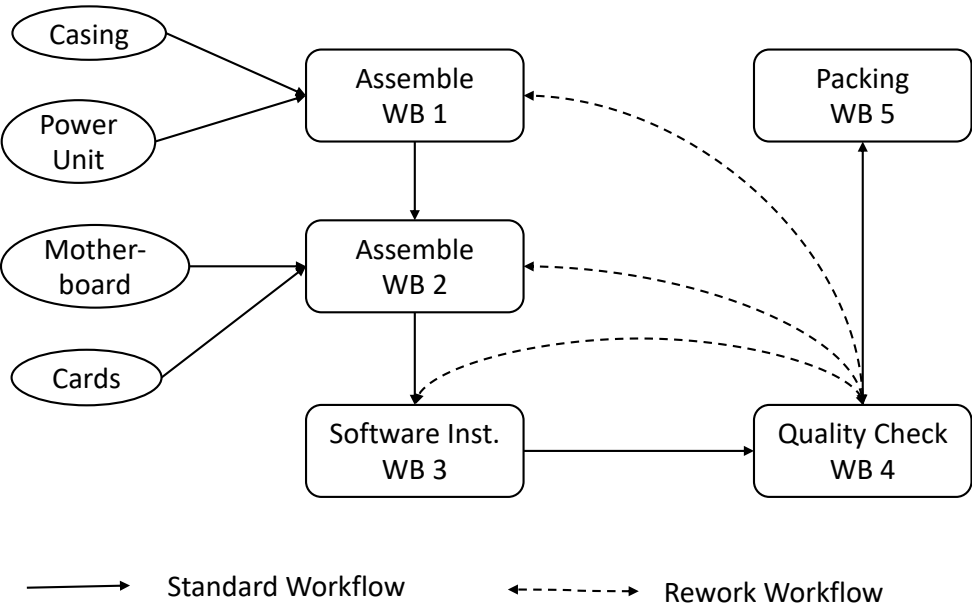 Casing
Power
Unit
Mother-
board
Cards
Assemble
WB 1
Assemble
WB 2
Software Inst.
WB 3
Packing
WB 5
Quality Check
WB 4
Standard Workflow
Rework Workflow